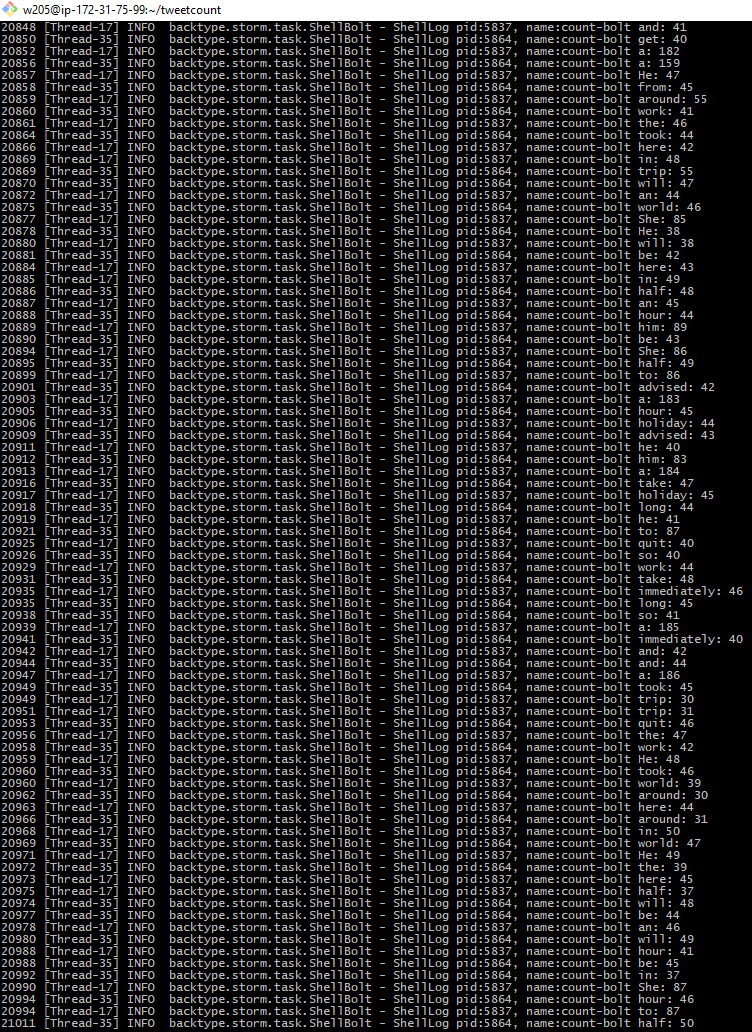 w205@ip-172-31-75-99:~/tweetcount
20848 [Thread-17] INFO  backtype.storm.task.ShellBolt - ShellLog pid:5837, name:count-bolt and: 41
20850 [Thread-35] INFO  backtype.storm.task.ShellBolt - ShellLog pid:5864, name:count-bolt get: 40
20852 [Thread-17] INFO  backtype.storm.task.ShellBolt - ShellLog pid:5837, name:count-bolt a: 182
20856 [Thread-35] INFO  backtype.storm.task.ShellBolt - ShellLog pid:5864, name:count-bolt a: 159
20857 [Thread-17] INFO  backtype.storm.task.ShellBolt - ShellLog pid:5837, name:count-bolt He: 47
20858 [Thread-35] INFO  backtype.storm.task.ShellBolt - ShellLog pid:5864, name:count-bolt from: 45
20859 [Thread-17] INFO  backtype.storm.task.ShellBolt - ShellLog pid:5837, name:count-bolt around: 55
20860 [Thread-35] INFO  backtype.storm.task.ShellBolt - ShellLog pid:5864, name:count-bolt work: 41
20861 [Thread-17] INFO  backtype.storm.task.ShellBolt - ShellLog pid:5837, name:count-bolt the: 46
20864 [Thread-35] INFO  backtype.storm.task.ShellBolt - ShellLog pid:5864, name:count-bolt took: 44
20866 [Thread-17] INFO  backtype.storm.task.ShellBolt - ShellLog pid:5837, name:count-bolt here: 42
20869 [Thread-17] INFO  backtype.storm.task.ShellBolt - ShellLog pid:5837, name:count-bolt in: 48
20869 [Thread-35] INFO  backtype.storm.task.ShellBolt - ShellLog pid:5864, name:count-bolt trip: 55
20870 [Thread-35] INFO  backtype.storm.task.ShellBolt - ShellLog pid:5864, name:count-bolt will: 47
20872 [Thread-17] INFO  backtype.storm.task.ShellBolt - ShellLog pid:5837, name:count-bolt an: 44
20875 [Thread-35] INFO  backtype.storm.task.ShellBolt - ShellLog pid:5864, name:count-bolt world: 46
20877 [Thread-17] INFO  backtype.storm.task.ShellBolt - ShellLog pid:5837, name:count-bolt She: 85
20878 [Thread-35] INFO  backtype.storm.task.ShellBolt - ShellLog pid:5864, name:count-bolt He: 38
20880 [Thread-17] INFO  backtype.storm.task.ShellBolt - ShellLog pid:5837, name:count-bolt will: 38
20881 [Thread-35] INFO  backtype.storm.task.ShellBolt - ShellLog pid:5864, name:count-bolt be: 42
20884 [Thread-17] INFO  backtype.storm.task.ShellBolt - ShellLog pid:5837, name:count-bolt here: 43
20885 [Thread-17] INFO  backtype.storm.task.ShellBolt - ShellLog pid:5837, name:count-bolt in: 49
20886 [Thread-35] INFO  backtype.storm.task.ShellBolt - ShellLog pid:5864, name:count-bolt half: 48
20887 [Thread-17] INFO  backtype.storm.task.ShellBolt - ShellLog pid:5837, name:count-bolt an: 45
20888 [Thread-35] INFO  backtype.storm.task.ShellBolt - ShellLog pid:5864, name:count-bolt hour: 44
20889 [Thread-17] INFO  backtype.storm.task.ShellBolt - ShellLog pid:5837, name:count-bolt him: 89
20890 [Thread-35] INFO  backtype.storm.task.ShellBolt - ShellLog pid:5864, name:count-bolt be: 43
20894 [Thread-17] INFO  backtype.storm.task.ShellBolt - ShellLog pid:5837, name:count-bolt She: 86
20895 [Thread-35] INFO  backtype.storm.task.ShellBolt - ShellLog pid:5864, name:count-bolt half: 49
20899 [Thread-17] INFO  backtype.storm.task.ShellBolt - ShellLog pid:5837, name:count-bolt to: 86
20901 [Thread-35] INFO  backtype.storm.task.ShellBolt - ShellLog pid:5864, name:count-bolt advised: 42
20903 [Thread-17] INFO  backtype.storm.task.ShellBolt - ShellLog pid:5837, name:count-bolt a: 183
20905 [Thread-35] INFO  backtype.storm.task.ShellBolt - ShellLog pid:5864, name:count-bolt hour: 45
20906 [Thread-17] INFO  backtype.storm.task.ShellBolt - ShellLog pid:5837, name:count-bolt holiday: 44
20909 [Thread-35] INFO  backtype.storm.task.ShellBolt - ShellLog pid:5864, name:count-bolt advised: 43
20911 [Thread-17] INFO  backtype.storm.task.ShellBolt - ShellLog pid:5837, name:count-bolt he: 40
20912 [Thread-35] INFO  backtype.storm.task.ShellBolt - ShellLog pid:5864, name:count-bolt him: 83
20913 [Thread-17] INFO  backtype.storm.task.ShellBolt - ShellLog pid:5837, name:count-bolt a: 184
20916 [Thread-35] INFO  backtype.storm.task.ShellBolt - ShellLog pid:5864, name:count-bolt take: 47
20917 [Thread-17] INFO  backtype.storm.task.ShellBolt - ShellLog pid:5837, name:count-bolt holiday: 45
20918 [Thread-35] INFO  backtype.storm.task.ShellBolt - ShellLog pid:5864, name:count-bolt long: 44
20919 [Thread-17] INFO  backtype.storm.task.ShellBolt - ShellLog pid:5837, name:count-bolt he: 41
20921 [Thread-17] INFO  backtype.storm.task.ShellBolt - ShellLog pid:5837, name:count-bolt to: 87
20925 [Thread-17] INFO  backtype.storm.task.ShellBolt - ShellLog pid:5837, name:count-bolt quit: 40
20926 [Thread-35] INFO  backtype.storm.task.ShellBolt - ShellLog pid:5864, name:count-bolt so: 40
20929 [Thread-17] INFO  backtype.storm.task.ShellBolt - ShellLog pid:5837, name:count-bolt work: 44
20931 [Thread-35] INFO  backtype.storm.task.ShellBolt - ShellLog pid:5864, name:count-bolt take: 48
20935 [Thread-17] INFO  backtype.storm.task.ShellBolt - ShellLog pid:5837, name:count-bolt immediately: 46
20935 [Thread-35] INFO  backtype.storm.task.ShellBolt - ShellLog pid:5864, name:count-bolt long: 45
20938 [Thread-35] INFO  backtype.storm.task.ShellBolt - ShellLog pid:5864, name:count-bolt so: 41
20939 [Thread-17] INFO  backtype.storm.task.ShellBolt - ShellLog pid:5837, name:count-bolt a: 185
20941 [Thread-35] INFO  backtype.storm.task.ShellBolt - ShellLog pid:5864, name:count-bolt immediately: 40
20942 [Thread-17] INFO  backtype.storm.task.ShellBolt - ShellLog pid:5837, name:count-bolt and: 42
20944 [Thread-35] INFO  backtype.storm.task.ShellBolt - ShellLog pid:5864, name:count-bolt and: 44
20947 [Thread-17] INFO  backtype.storm.task.ShellBolt - ShellLog pid:5837, name:count-bolt a: 186
20949 [Thread-35] INFO  backtype.storm.task.ShellBolt - ShellLog pid:5864, name:count-bolt took: 45
20949 [Thread-17] INFO  backtype.storm.task.ShellBolt - ShellLog pid:5837, name:count-bolt trip: 30
20951 [Thread-17] INFO  backtype.storm.task.ShellBolt - ShellLog pid:5837, name:count-bolt trip: 31
20953 [Thread-35] INFO  backtype.storm.task.ShellBolt - ShellLog pid:5864, name:count-bolt quit: 46
20956 [Thread-17] INFO  backtype.storm.task.ShellBolt - ShellLog pid:5837, name:count-bolt the: 47
20958 [Thread-35] INFO  backtype.storm.task.ShellBolt - ShellLog pid:5864, name:count-bolt work: 42
20959 [Thread-17] INFO  backtype.storm.task.ShellBolt - ShellLog pid:5837, name:count-bolt He: 48
20960 [Thread-35] INFO  backtype.storm.task.ShellBolt - ShellLog pid:5864, name:count-bolt took: 46
20960 [Thread-17] INFO  backtype.storm.task.ShellBolt - ShellLog pid:5837, name:count-bolt world: 39
20962 [Thread-35] INFO  backtype.storm.task.ShellBolt - ShellLog pid:5864, name:count-bolt around: 30
20963 [Thread-17] INFO  backtype.storm.task.ShellBolt - ShellLog pid:5837, name:count-bolt here: 44
20966 [Thread-35] INFO  backtype.storm.task.ShellBolt - ShellLog pid:5864, name:count-bolt around: 31
20968 [Thread-17] INFO  backtype.storm.task.ShellBolt - ShellLog pid:5837, name:count-bolt in: 50
20969 [Thread-35] INFO  backtype.storm.task.ShellBolt - ShellLog pid:5864, name:count-bolt world: 47
20971 [Thread-17] INFO  backtype.storm.task.ShellBolt - ShellLog pid:5837, name:count-bolt He: 49
20972 [Thread-35] INFO  backtype.storm.task.ShellBolt - ShellLog pid:5864, name:count-bolt the: 39
20973 [Thread-17] INFO  backtype.storm.task.ShellBolt - ShellLog pid:5837, name:count-bolt here: 45
20975 [Thread-17] INFO  backtype.storm.task.ShellBolt - ShellLog pid:5837, name:count-bolt half: 37
20974 [Thread-35] INFO  backtype.storm.task.ShellBolt - ShellLog pid:5864, name:count-bolt will: 48
20977 [Thread-35] INFO  backtype.storm.task.ShellBolt - ShellLog pid:5864, name:count-bolt be: 44
20978 [Thread-17] INFO  backtype.storm.task.ShellBolt - ShellLog pid:5837, name:count-bolt an: 46
20980 [Thread-35] INFO  backtype.storm.task.ShellBolt - ShellLog pid:5864, name:count-bolt will: 49
20988 [Thread-17] INFO  backtype.storm.task.ShellBolt - ShellLog pid:5837, name:count-bolt hour: 41
20988 [Thread-35] INFO  backtype.storm.task.ShellBolt - ShellLog pid:5864, name:count-bolt be: 45
20992 [Thread-35] INFO  backtype.storm.task.ShellBolt - ShellLog pid:5864, name:count-bolt in: 37
20990 [Thread-17] INFO  backtype.storm.task.ShellBolt - ShellLog pid:5837, name:count-bolt She: 87
20994 [Thread-35] INFO  backtype.storm.task.ShellBolt - ShellLog pid:5864, name:count-bolt hour: 46
20994 [Thread-17] INFO  backtype.storm.task.ShellBolt - ShellLog pid:5837, name:count-bolt to: 87
21011 [Thread-35] INFO  backtype.storm.task.ShellBolt - ShellLog pid:5864, name:count-bolt half: 50